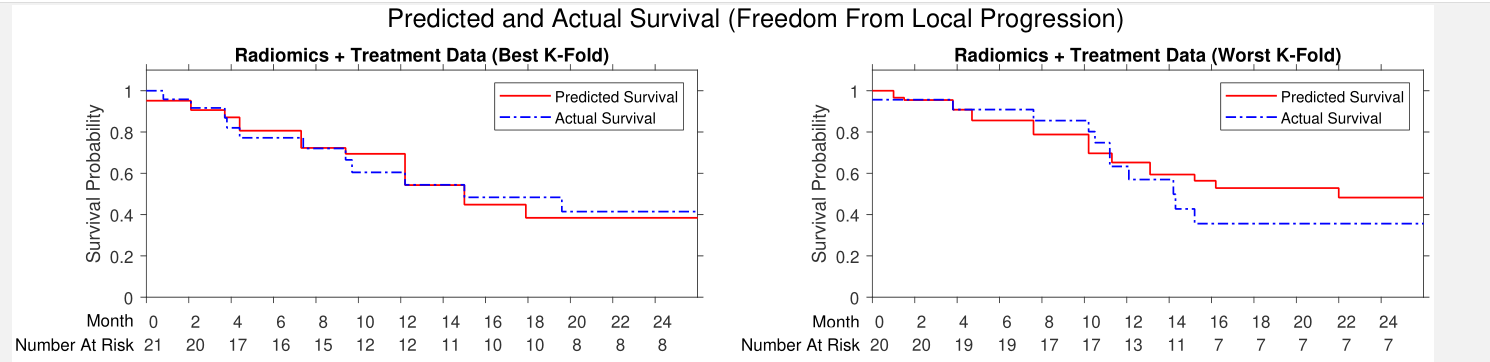 Predicted and Actual Survival (Freedom From Local Progression)
Radiomics + Treatment Data (Best K-Fold)
1
0.8
0.6
0.4
0.2
0
Survival Probability
Predicted Survival
Actual Survival
Month 0 2 4 6 8 10 12 14 16 18 20 22 24
Number At Risk 21 20 17 16 15 12 12 11 10 10 8 8 8
Radiomics + Treatment Data (Worst K-Fold)
1
0.8
0.6
0.4
0.2
0
Survival Probability
Predicted Survival
Actual Survival
Month 0 2 4 6 8 10 12 14 16 18 20 22 24
Number At Risk 20 20 19 19 17 17 13 11 7 7 7 7 7